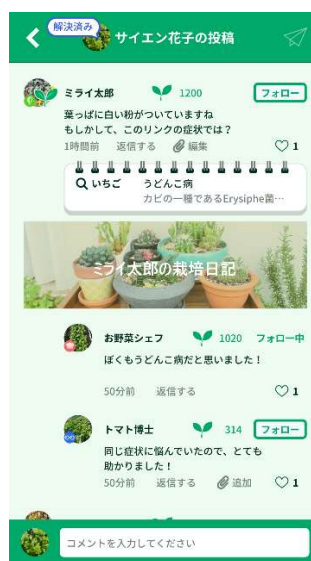 解決済み
サイエン花子の投稿
ミライ太郎 1200 フォロー
葉っぱに白い粉がついていますね
もしかして、このリンクの症状では？
1時間前 返信する 編集 1
いちご うどんこ病
カビの一種であるErysiphe菌…
ミライ太郎の栽培日記
お野菜シェフ 1020 フォロー中
ぼくもうどんこ病だと思いました！
50分前 返信する 1
トマト博士 314 フォロー
同じ症状に悩んでいたので、とても
助かりました！
50分前 返信する 追加 1
コメントを入力してください